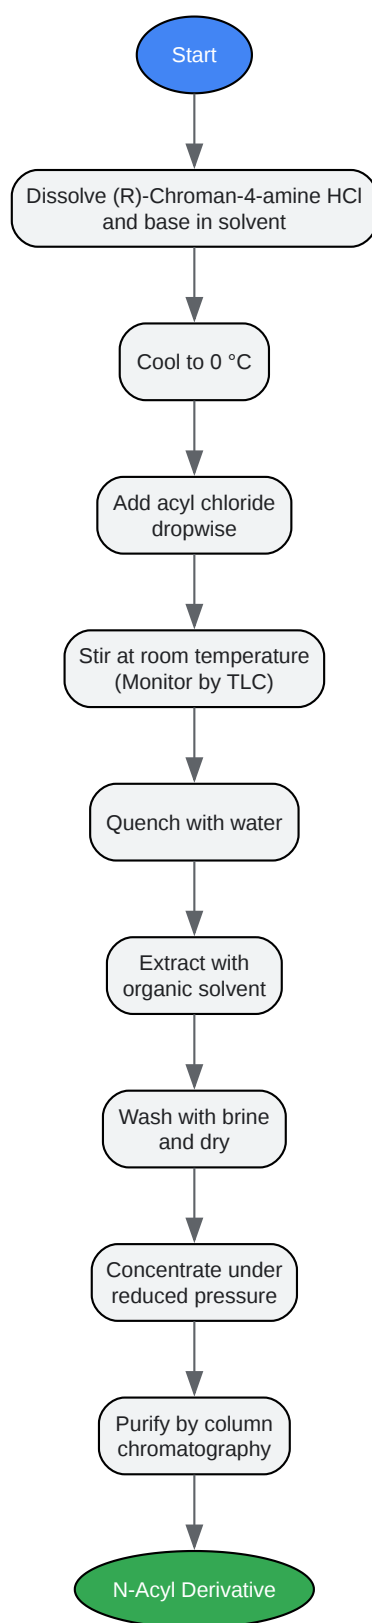 Start
Dissolve (R)-Chroman-4-amine HCl
and base in solvent
Cool to 0 °C
Add acyl chloride
dropwise
Stir at room temperature
(Monitor by TLC)
Quench with water
Extract with
organic solvent
Wash with brine
and dry
Concentrate under
reduced pressure
Purify by column
chromatography
N-Acyl Derivative